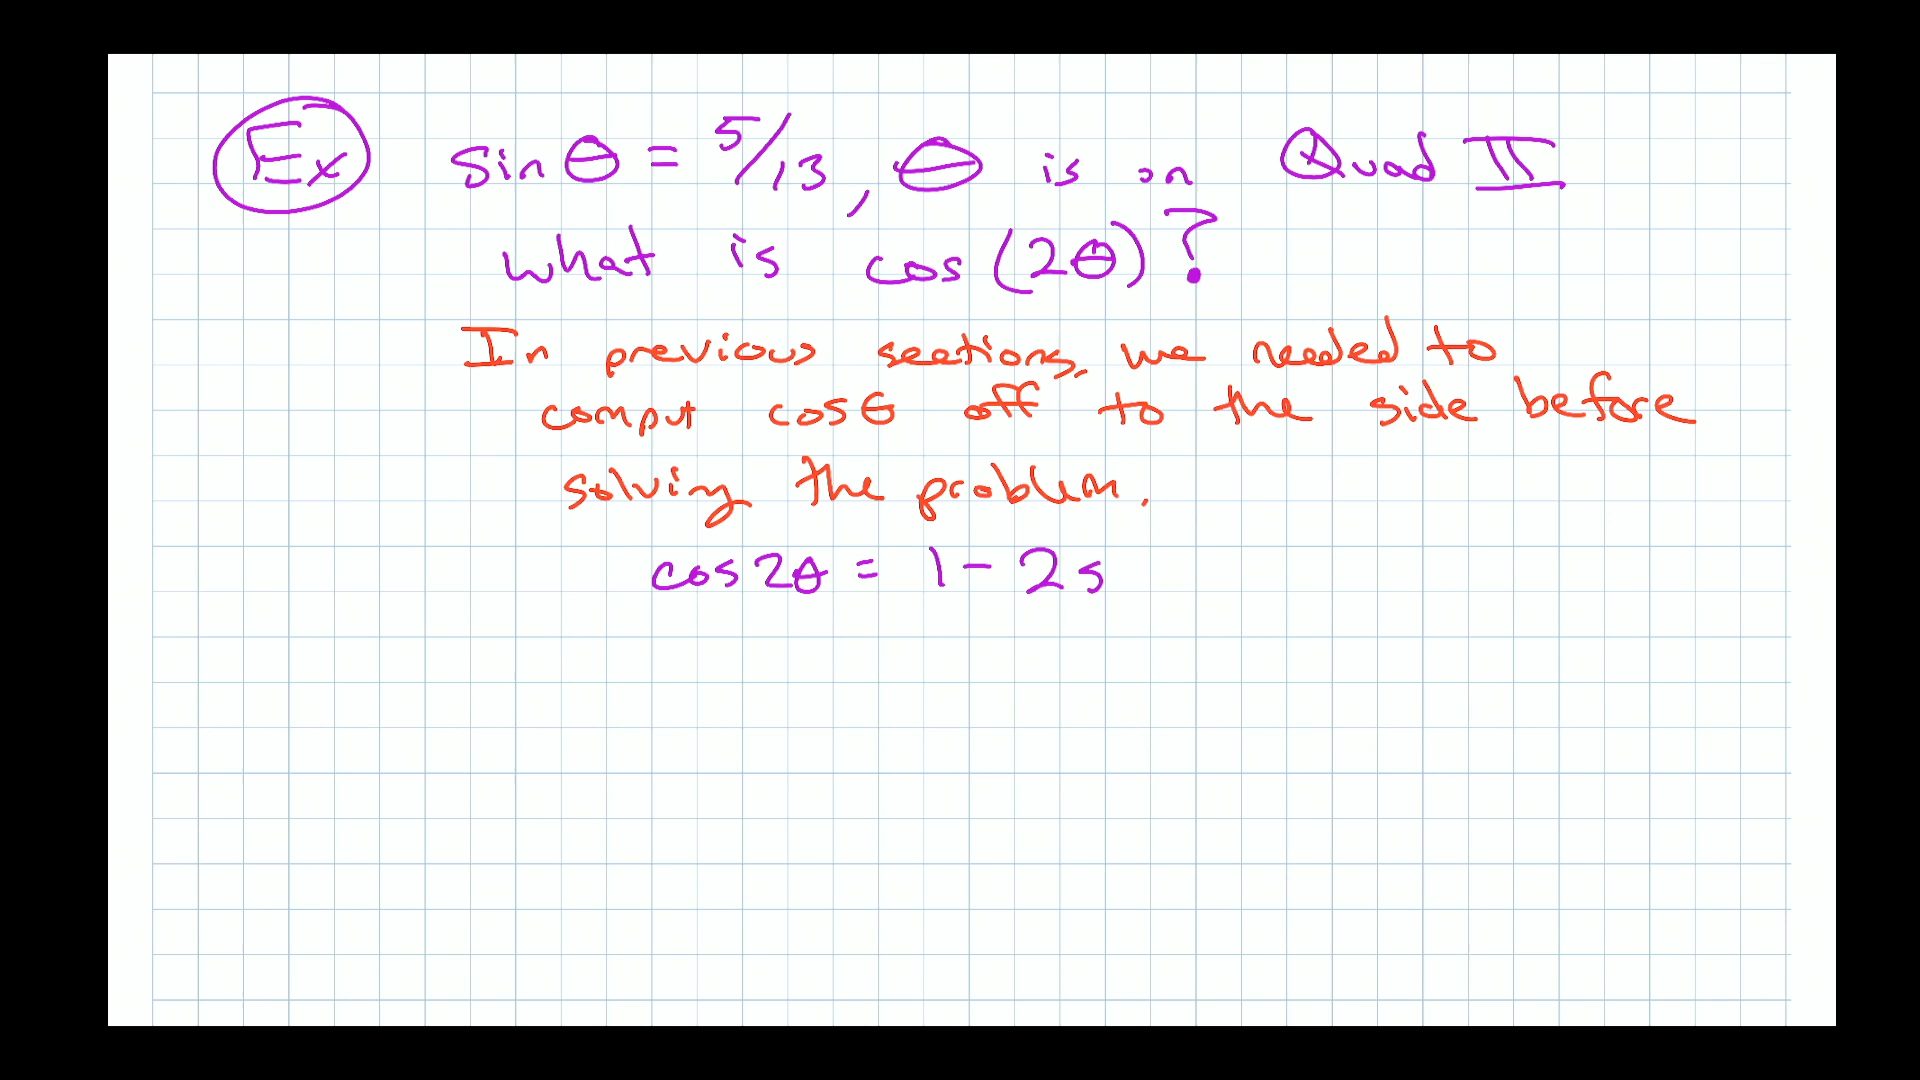 Ex sin θ = 5/13, θ is in Quad II
what is cos(2θ)?
In previous sections, we needed to
comput cos θ off to the side before
solving the problem.
cos 2θ = 1 - 2s